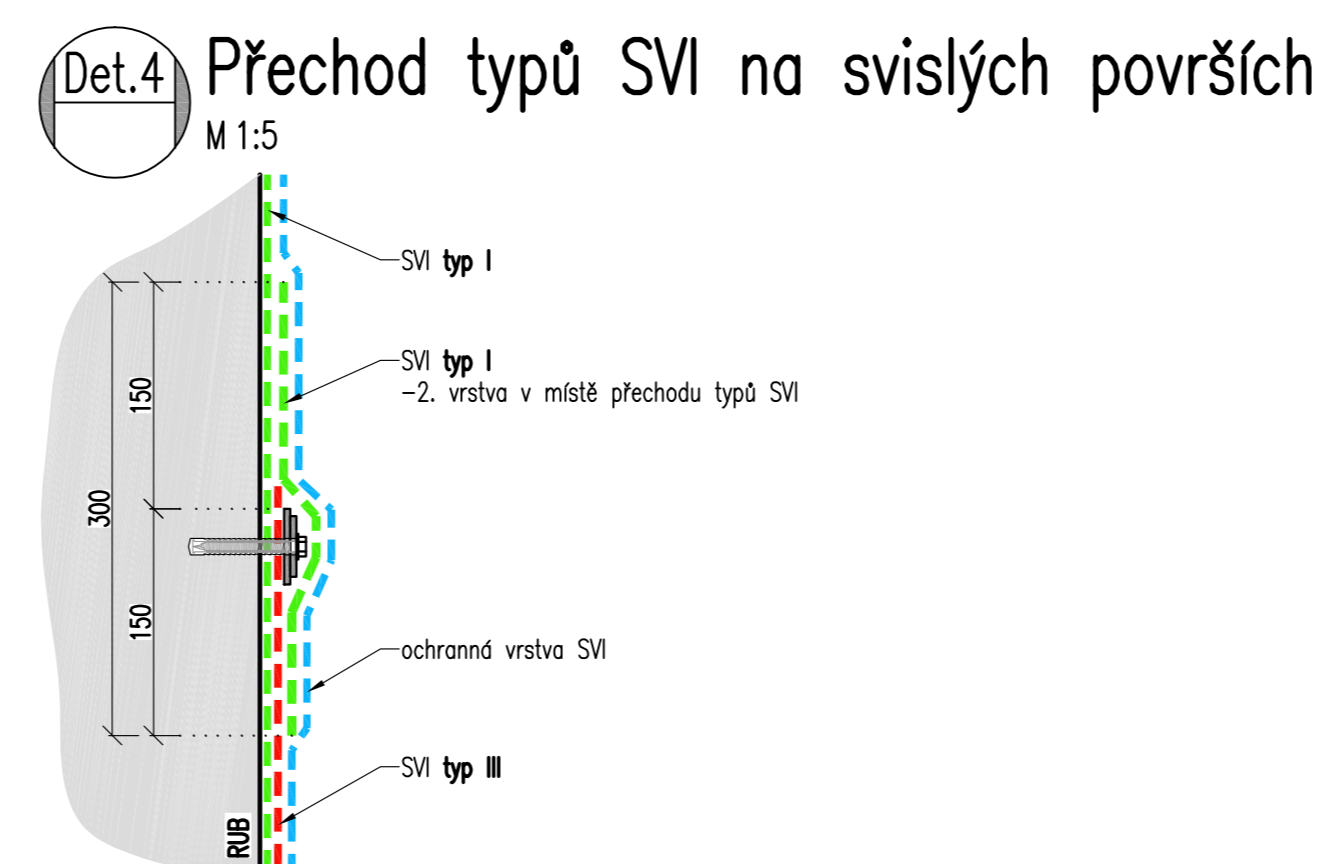 Det.4
Přechod typů SVI na svislých površích
M 1:5
SVI typ I
SVI typ I
-2. vrstva v místě přechodu typů SVI
150
300
150
ochranná vrstva SVI
SVI typ III
RUB